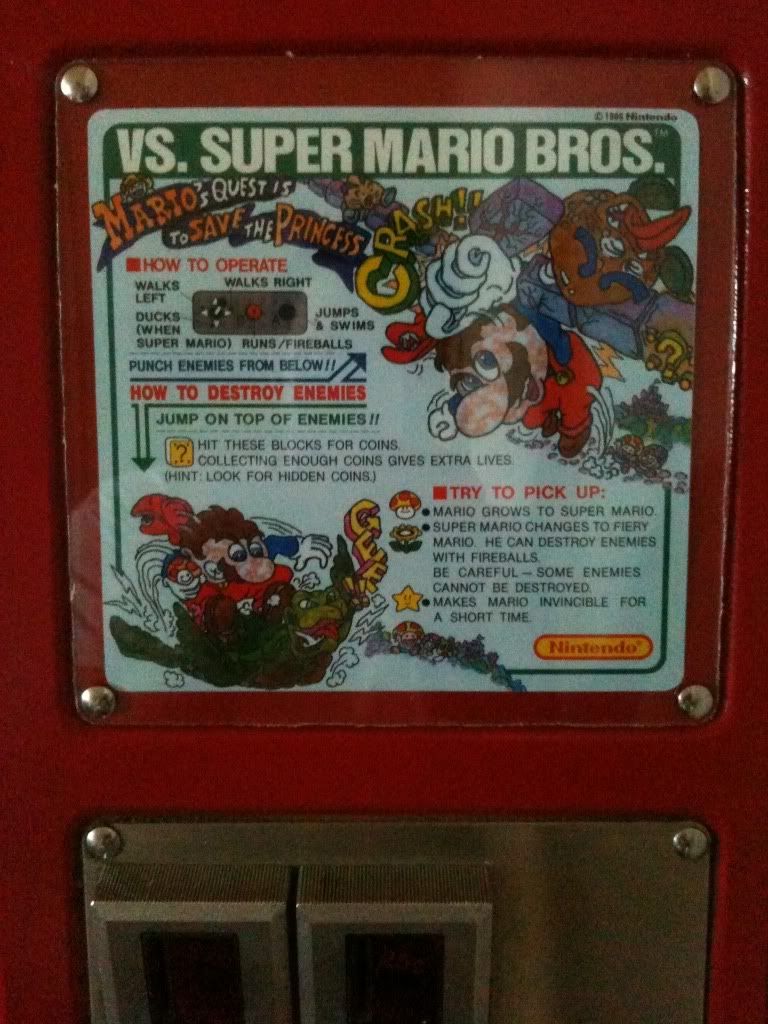 © 1986 Nintendo
VS. SUPER MARIO BROS.™
MARIO'S QUEST IS
TO SAVE THE PRINCESS
CRASH!!
■HOW TO OPERATE
WALKS LEFT
WALKS RIGHT
DUCKS (WHEN SUPER MARIO)
JUMPS & SWIMS
RUNS/FIREBALLS
PUNCH ENEMIES FROM BELOW!!
HOW TO DESTROY ENEMIES
JUMP ON TOP OF ENEMIES!!
? HIT THESE BLOCKS FOR COINS.
COLLECTING ENOUGH COINS GIVES EXTRA LIVES.
(HINT: LOOK FOR HIDDEN COINS.)
■TRY TO PICK UP:
●MARIO GROWS TO SUPER MARIO.
●SUPER MARIO CHANGES TO FIERY
MARIO. HE CAN DESTROY ENEMIES
WITH FIREBALLS.
BE CAREFUL — SOME ENEMIES
CANNOT BE DESTROYED.
●MAKES MARIO INVINCIBLE FOR
A SHORT TIME.
Nintendo®